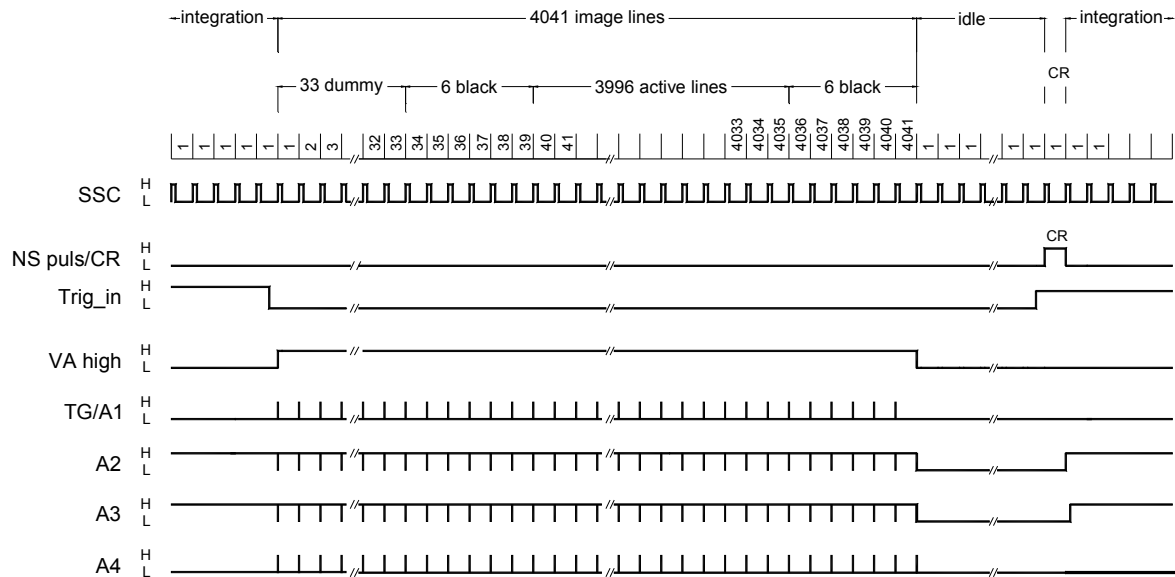 integration 4041 image lines idle integration
CR
33 dummy 6 black 3996 active lines 6 black
1 1 1 1 1 1 2 3 32 33 34 35 36 37 38 39 40 41 4033 4034 4035 4036 4037 4038 4039 4040 4041 1 1 1 1 1 1 1 1
SSC H L
CR
NS puls/CR H L
Trig_in H L
VA high H L
TG/A1 H L
A2 H L
A3 H L
A4 H L